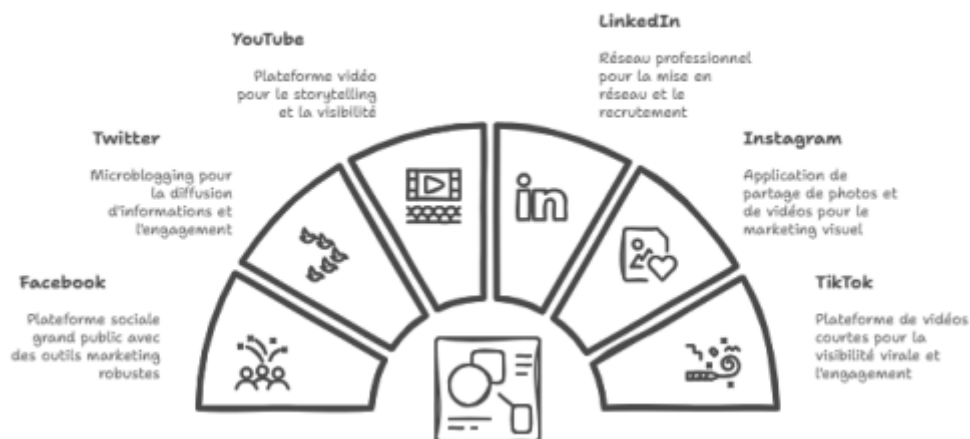 YouTube
Plateforme vidéo
pour le storytelling
et la visibilité
LinkedIn
Réseau professionnel
pour la mise en
réseau et le
recrutement
Twitter
Microblogging pour
la diffusion
d'informations et
l'engagement
Instagram
Application de
partage de photos et
de vidéos pour le
marketing visuel
Facebook
Plateforme sociale
grand public avec
des outils marketing
robustes
TikTok
Plateforme de vidéos
courtes pour la
visibilité virale et
l'engagement
in